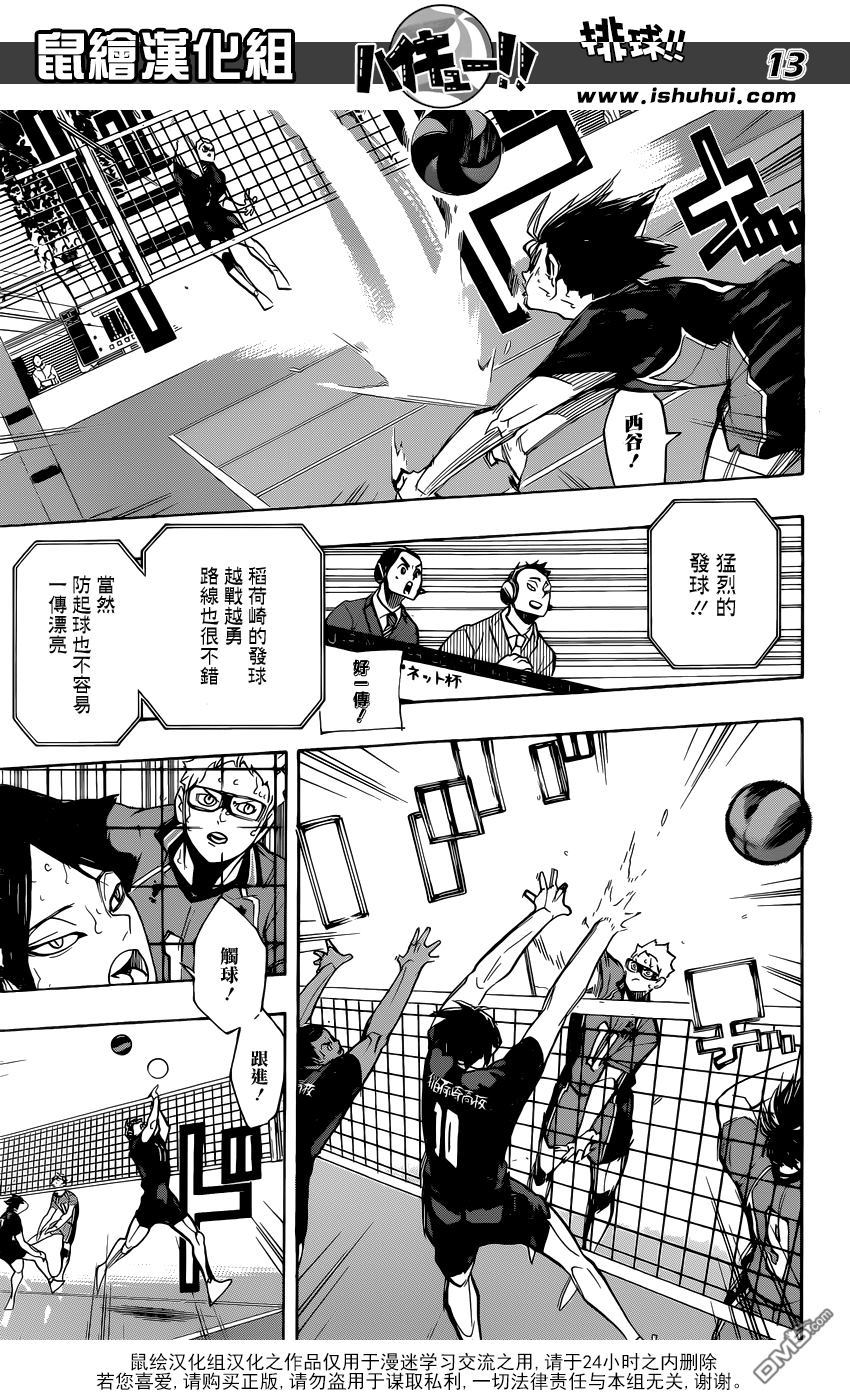 鼠繪漢化組
ハイキュー!!
排球!!
13
www.ishuhui.com
西谷！
猛烈的
發球!!
稻荷崎的發球
越戰越勇
路線也很不錯
當然
防起球也不容易
一傳漂亮
好一傳！
ネット杯
觸球！
跟進！
稲荷崎高校
10
鼠绘汉化组汉化之作品仅用于漫迷学习交流之用, 请于24小时之内删除
若您喜爱, 请购买正版, 请勿盗用于谋取私利, 一切法律责任与本组无关, 谢谢。
DM5.com